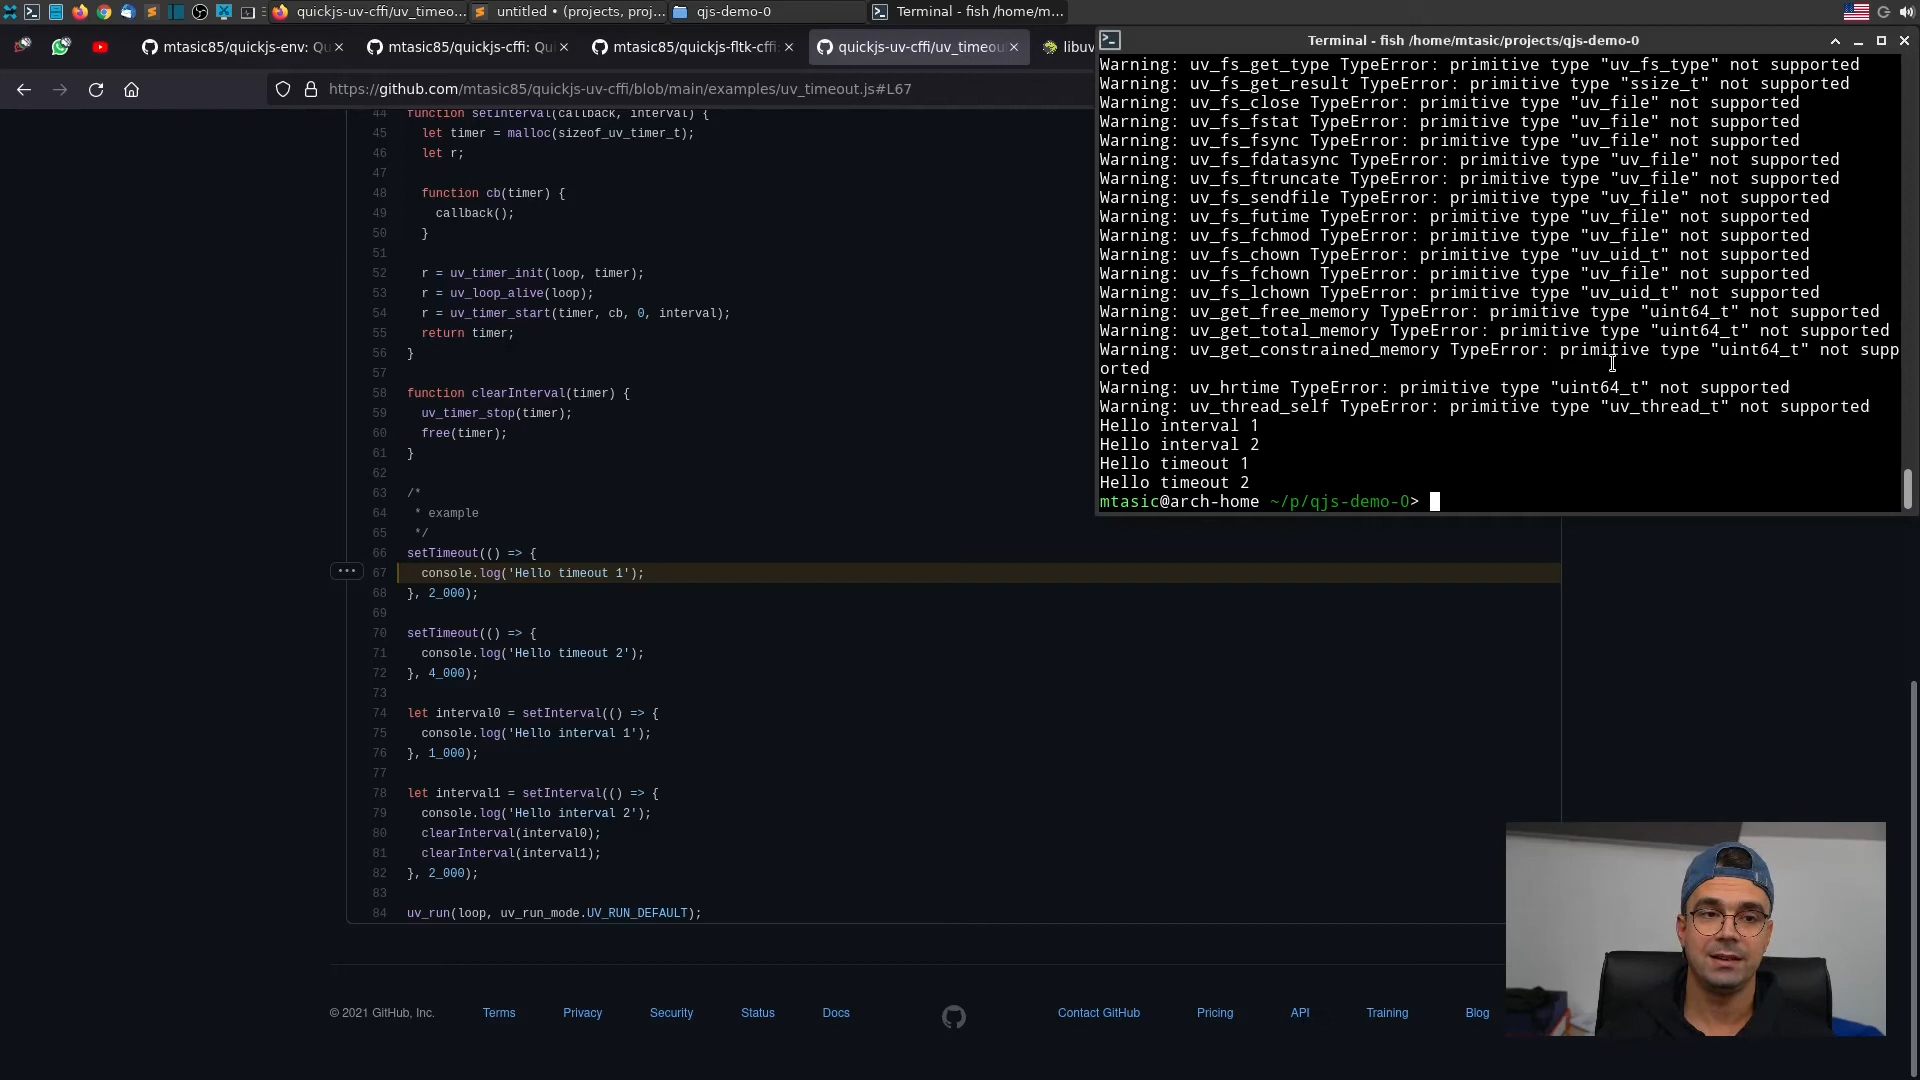 quickjs-uv-cffi/uv_timeo...
untitled • (projects, proj...
qjs-demo-0
Terminal - fish /home/m...
mtasic85/quickjs-env: Qu
mtasic85/quickjs-cffi: Qui
mtasic85/quickjs-fltk-cffi:
quickjs-uv-cffi/uv_timeou
libuv
https://github.com/mtasic85/quickjs-uv-cffi/blob/main/examples/uv_timeout.js#L67
44 function setInterval(callback, interval) {
45 let timer = malloc(sizeof_uv_timer_t);
46 let r;
47
48 function cb(timer) {
49 callback();
50 }
51
52 r = uv_timer_init(loop, timer);
53 r = uv_loop_alive(loop);
54 r = uv_timer_start(timer, cb, 0, interval);
55 return timer;
56 }
57
58 function clearInterval(timer) {
59 uv_timer_stop(timer);
60 free(timer);
61 }
62
63 /*
64 * example
65 */
66 setTimeout(() => {
67 console.log('Hello timeout 1');
68 }, 2_000);
69
70 setTimeout(() => {
71 console.log('Hello timeout 2');
72 }, 4_000);
73
74 let interval0 = setInterval(() => {
75 console.log('Hello interval 1');
76 }, 1_000);
77
78 let interval1 = setInterval(() => {
79 console.log('Hello interval 2');
80 clearInterval(interval0);
81 clearInterval(interval1);
82 }, 2_000);
83
84 uv_run(loop, uv_run_mode.UV_RUN_DEFAULT);
Terminal - fish /home/mtasic/projects/qjs-demo-0
Warning: uv_fs_get_type TypeError: primitive type "uv_fs_type" not supported
Warning: uv_fs_get_result TypeError: primitive type "ssize_t" not supported
Warning: uv_fs_close TypeError: primitive type "uv_file" not supported
Warning: uv_fs_fstat TypeError: primitive type "uv_file" not supported
Warning: uv_fs_fsync TypeError: primitive type "uv_file" not supported
Warning: uv_fs_fdatasync TypeError: primitive type "uv_file" not supported
Warning: uv_fs_ftruncate TypeError: primitive type "uv_file" not supported
Warning: uv_fs_sendfile TypeError: primitive type "uv_file" not supported
Warning: uv_fs_futime TypeError: primitive type "uv_file" not supported
Warning: uv_fs_fchmod TypeError: primitive type "uv_file" not supported
Warning: uv_fs_chown TypeError: primitive type "uv_uid_t" not supported
Warning: uv_fs_fchown TypeError: primitive type "uv_file" not supported
Warning: uv_fs_lchown TypeError: primitive type "uv_uid_t" not supported
Warning: uv_get_free_memory TypeError: primitive type "uint64_t" not supported
Warning: uv_get_total_memory TypeError: primitive type "uint64_t" not supported
Warning: uv_get_constrained_memory TypeError: primitive type "uint64_t" not supp
orted
Warning: uv_hrtime TypeError: primitive type "uint64_t" not supported
Warning: uv_thread_self TypeError: primitive type "uv_thread_t" not supported
Hello interval 1
Hello interval 2
Hello timeout 1
Hello timeout 2
mtasic@arch-home ~/p/qjs-demo-0>
© 2021 GitHub, Inc.
Terms
Privacy
Security
Status
Docs
Contact GitHub
Pricing
API
Training
Blog